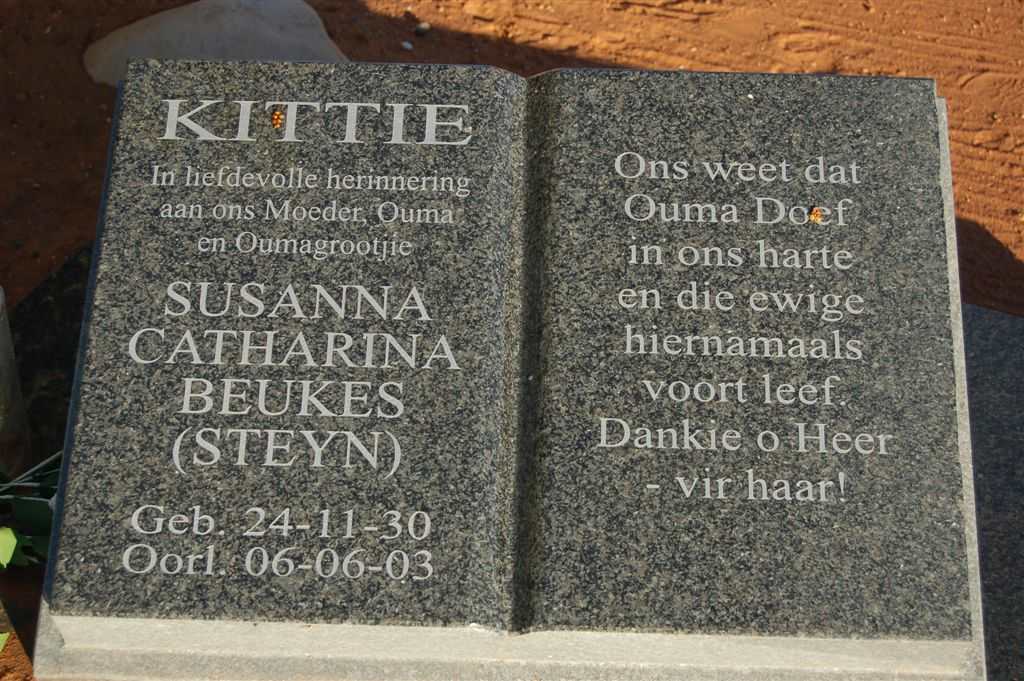 KITTIE
In liefdevolle herinnering
aan ons Moeder, Ouma
en Oumagrootjie
SUSANNA
CATHARINA
BEUKES
(STEYN)
Geb. 24-11-30
Oorl. 06-06-03
Ons weet dat
Ouma Doef
in ons harte
en die ewige
hiernamaals
voort leef.
Dankie o Heer
- vir haar!